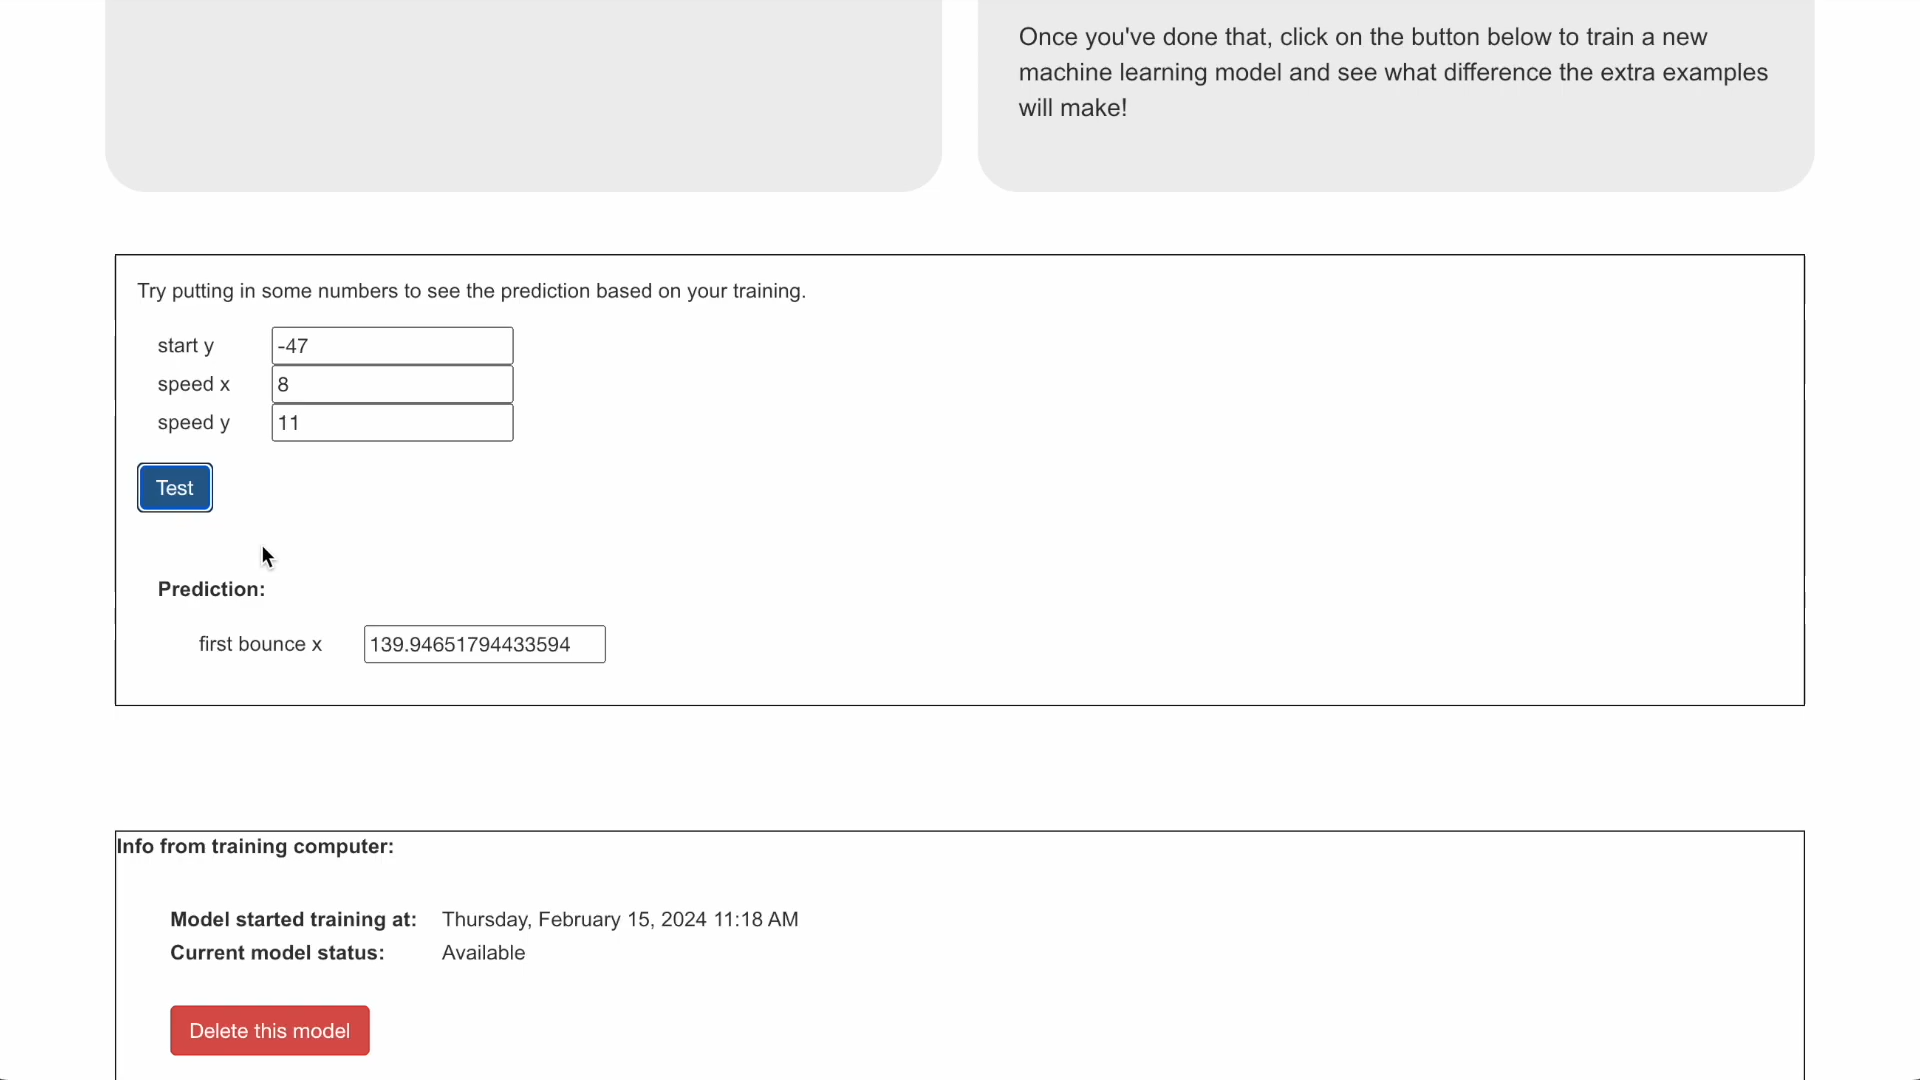 Once you've done that, click on the button below to train a new
machine learning model and see what difference the extra examples
will make!
Try putting in some numbers to see the prediction based on your training.
start y -47
speed x 8
speed y 11
Test
Prediction:
first bounce x 139.94651794433594
Info from training computer:
Model started training at: Thursday, February 15, 2024 11:18 AM
Current model status: Available
Delete this model